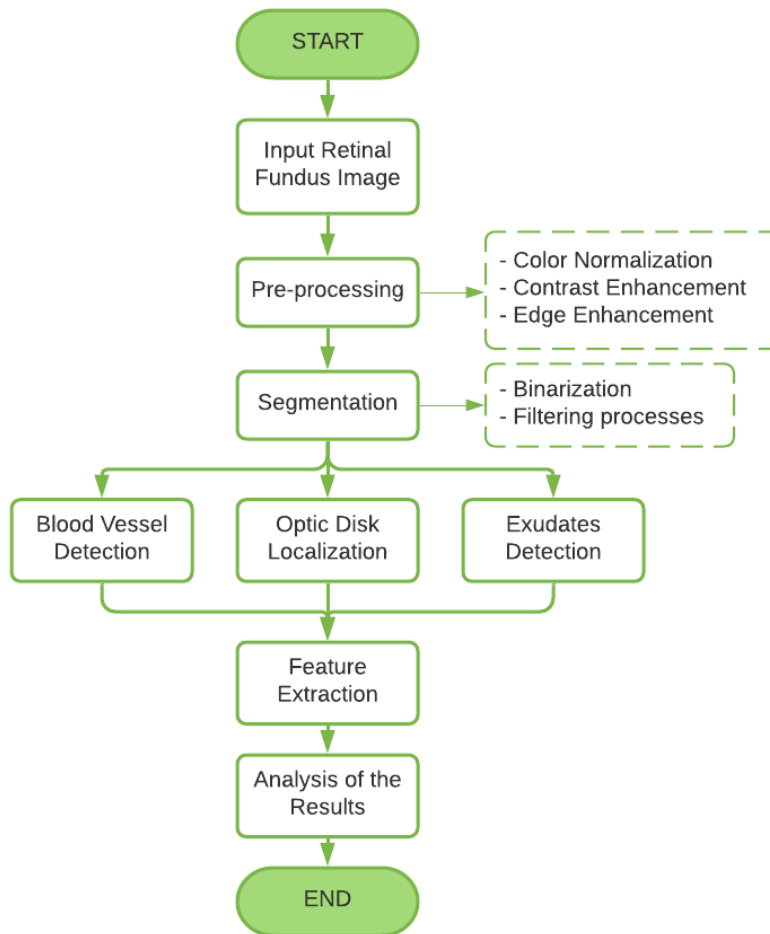 START
Input Retinal
Fundus Image
Pre-processing
- Color Normalization
- Contrast Enhancement
- Edge Enhancement
Segmentation
- Binarization
- Filtering processes
Blood Vessel
Detection
Optic Disk
Localization
Exudates
Detection
Feature
Extraction
Analysis of the
Results
END